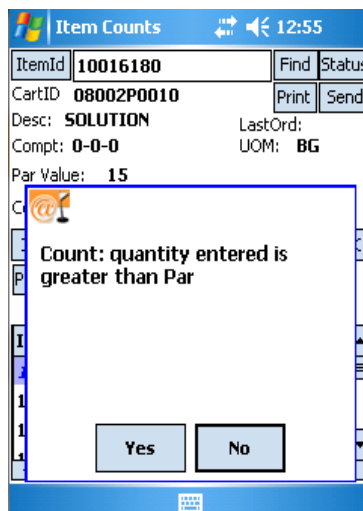 Item Counts 12:55
ItemId 10016180 Find Status
CartID 08002P0010 Print Send
Desc: SOLUTION LastOrd:
Compt: 0-0-0 UOM: BG
Par Value: 15
Count: quantity entered is
greater than Par
Yes No